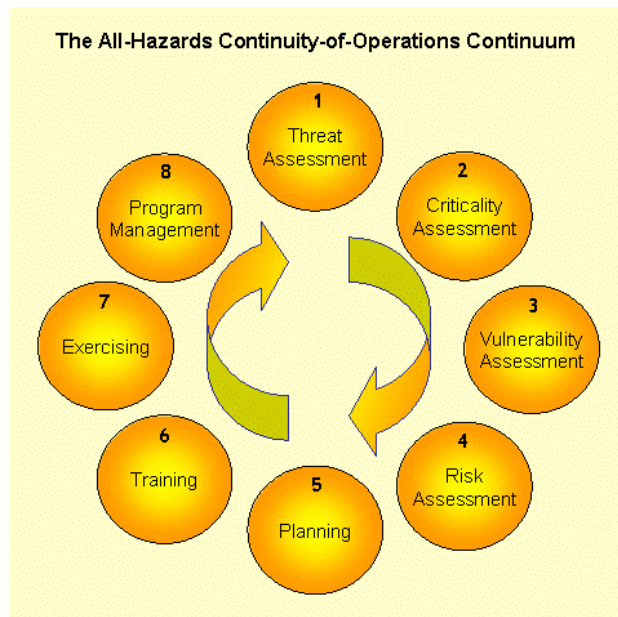 The All-Hazards Continuity-of-Operations Continuum
1
Threat
Assessment
2
Criticality
Assessment
3
Vulnerability
Assessment
4
Risk
Assessment
5
Planning
6
Training
7
Exercising
8
Program
Management